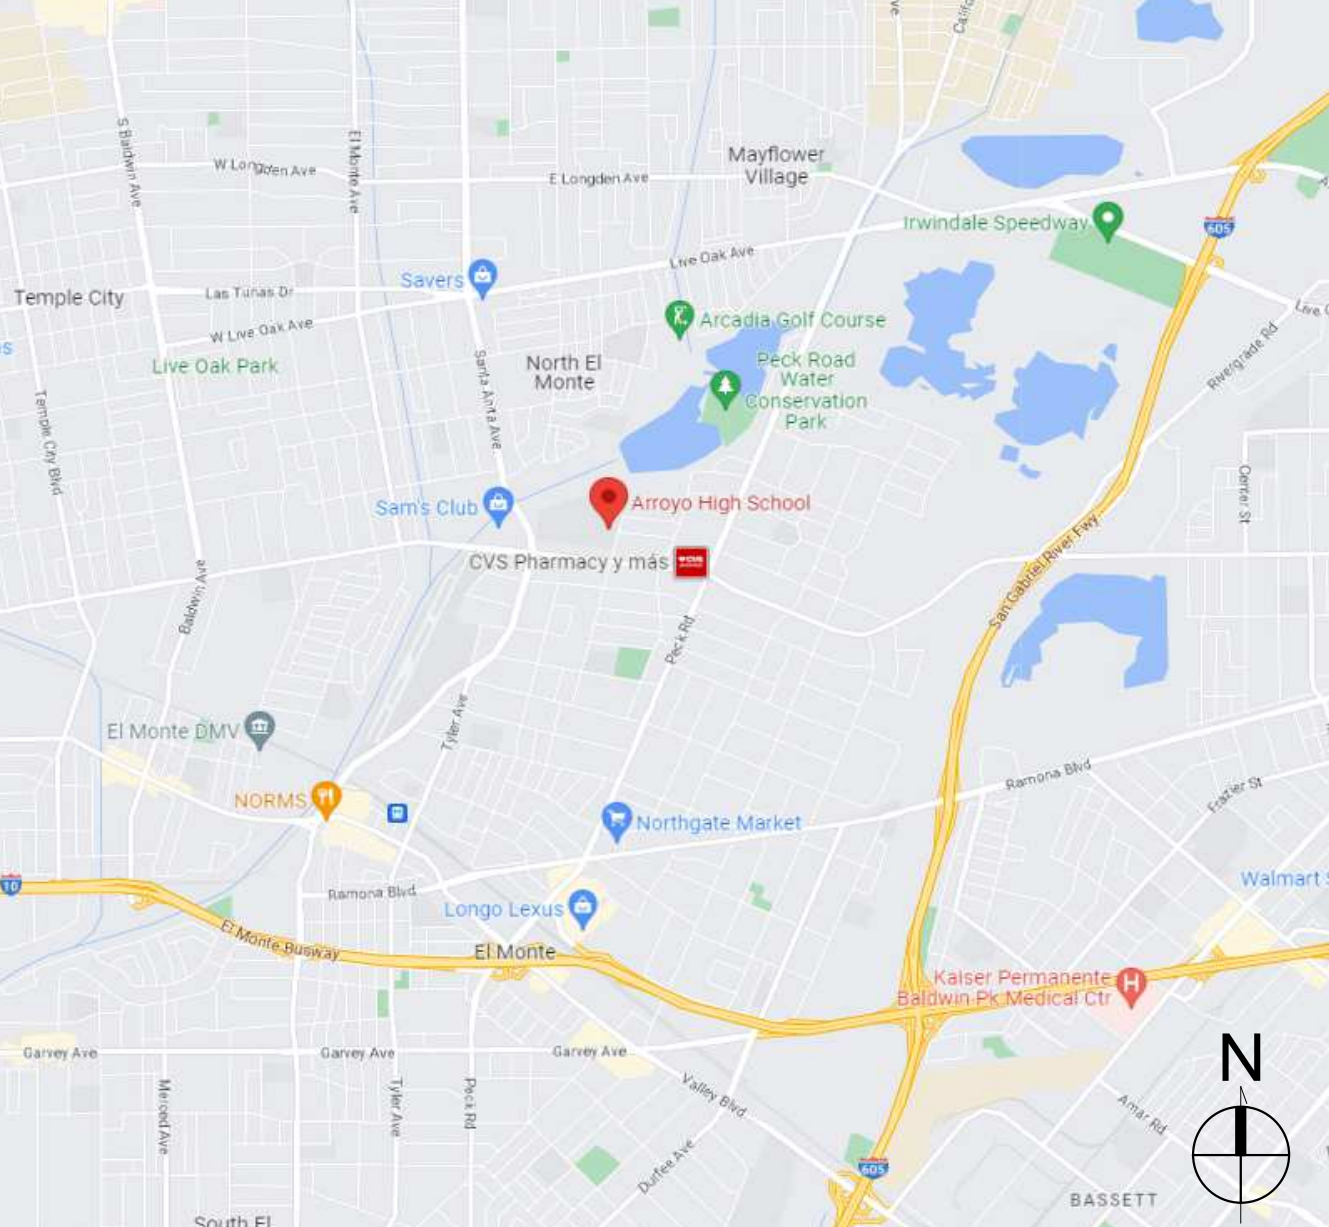 Califo
S Baldwin Ave
El Monte Ave
W Longden Ave
E Longden Ave
Mayflower
Village
Irwindale Speedway
605
Live Oak Ave
Savers
Temple City
Las Tunas Dr
W Live Oak Ave
Live Oak Park
Arcadia Golf Course
North El
Monte
Peck Road
Water
Conservation
Park
Rivergrade Rd
Santa Anita Ave
Temple City Blvd
Center St
Sam's Club
Arroyo High School
CVS Pharmacy y más
San Gabriel River Fwy
Baldwin Ave
Peck Rd
Tyler Ave
El Monte DMV
NORMS
Northgate Market
Ramona Blvd
Frazier St
Walmart S
10
Ramona Blvd
Longo Lexus
El Monte Busway
El Monte
Kaiser Permanente
Baldwin Pk Medical Ctr
H
N
Garvey Ave
Garvey Ave
Garvey Ave
Merced Ave
Tyler Ave
Peck Rd
Valley Blvd
Amar Rd
Durfee Ave
605
BASSETT
South El